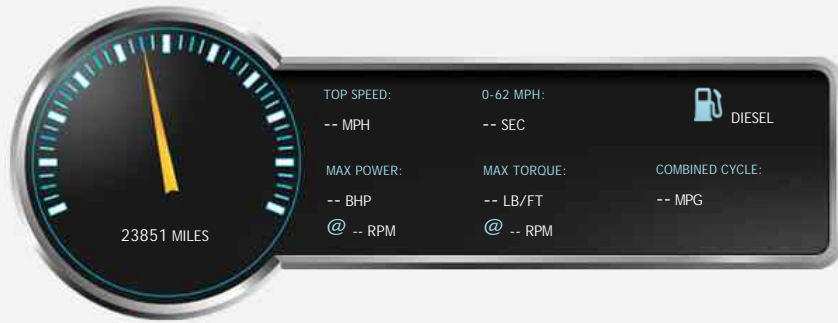 TOP SPEED:
-- MPH
0-62 MPH:
-- SEC
DIESEL
MAX POWER:
-- BHP
@ -- RPM
MAX TORQUE:
-- LB/FT
@ -- RPM
COMBINED CYCLE:
-- MPG
23851 MILES